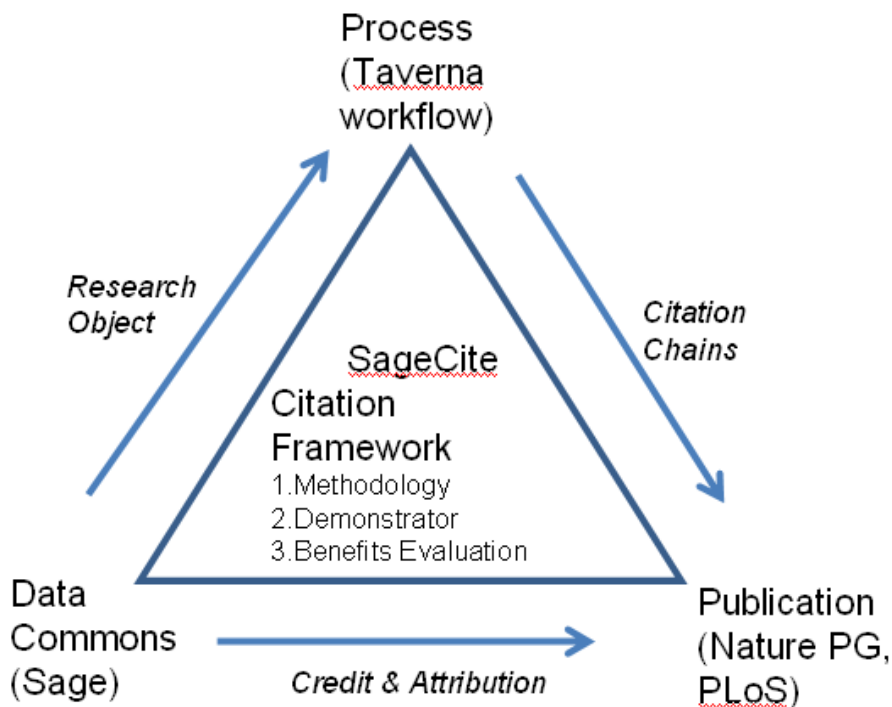 Process
(Taverna
workflow)
Research
Object
Citation
Chains
SageCite
Citation
Framework
1.Methodology
2.Demonstrator
3.Benefits Evaluation
Data
Commons
(Sage)
Credit & Attribution
Publication
(Nature PG,
PLoS)